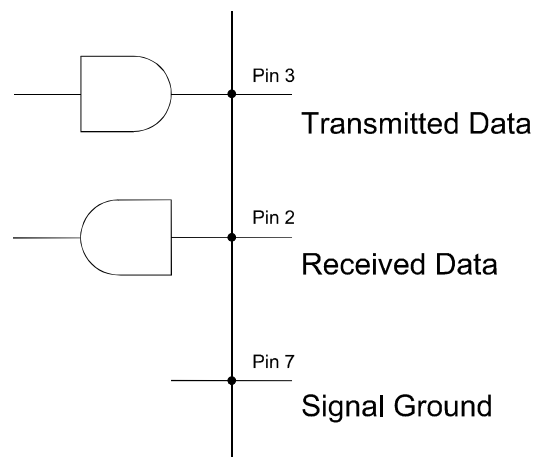 Pin 3
Transmitted Data
Pin 2
Received Data
Pin 7
Signal Ground